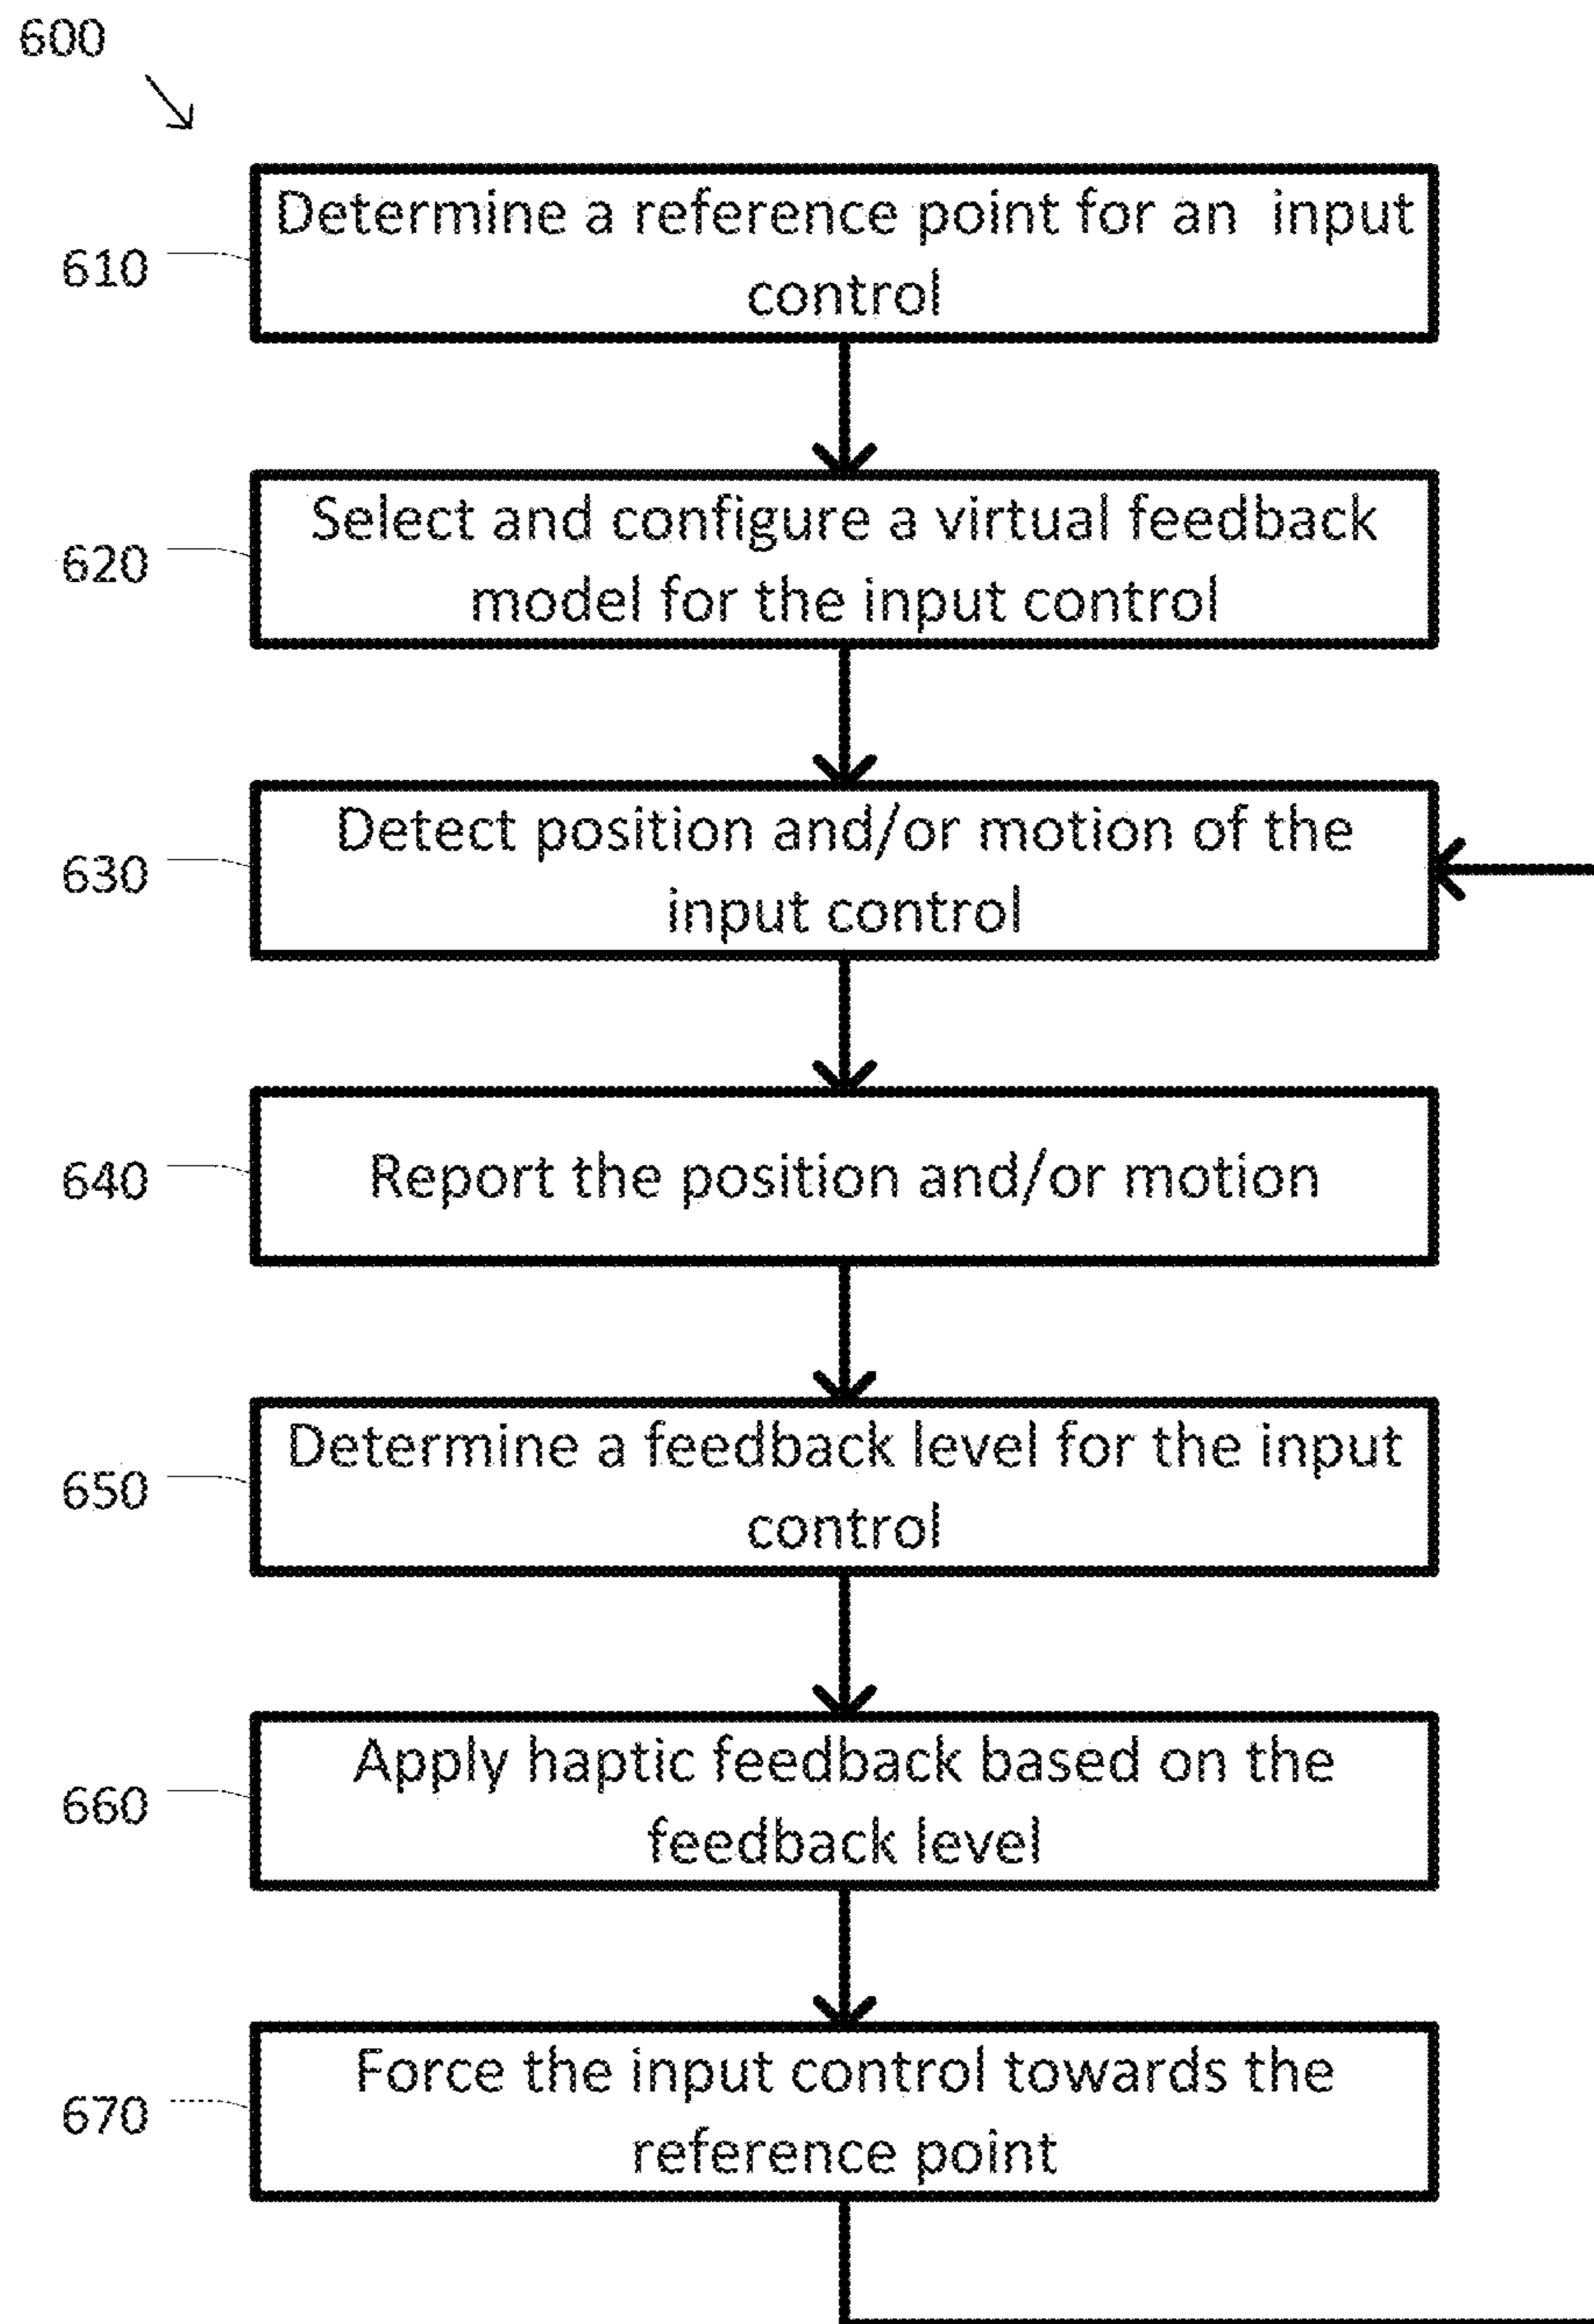 600
Determine a reference point for an input
control
610
Select and configure a virtual feedback
model for the input control
620
Detect position and/or motion of the
input control
630
Report the position and/or motion
640
Determine a feedback level for the input
control
650
Apply haptic feedback based on the
feedback level
660
Force the input control towards the
reference point
670